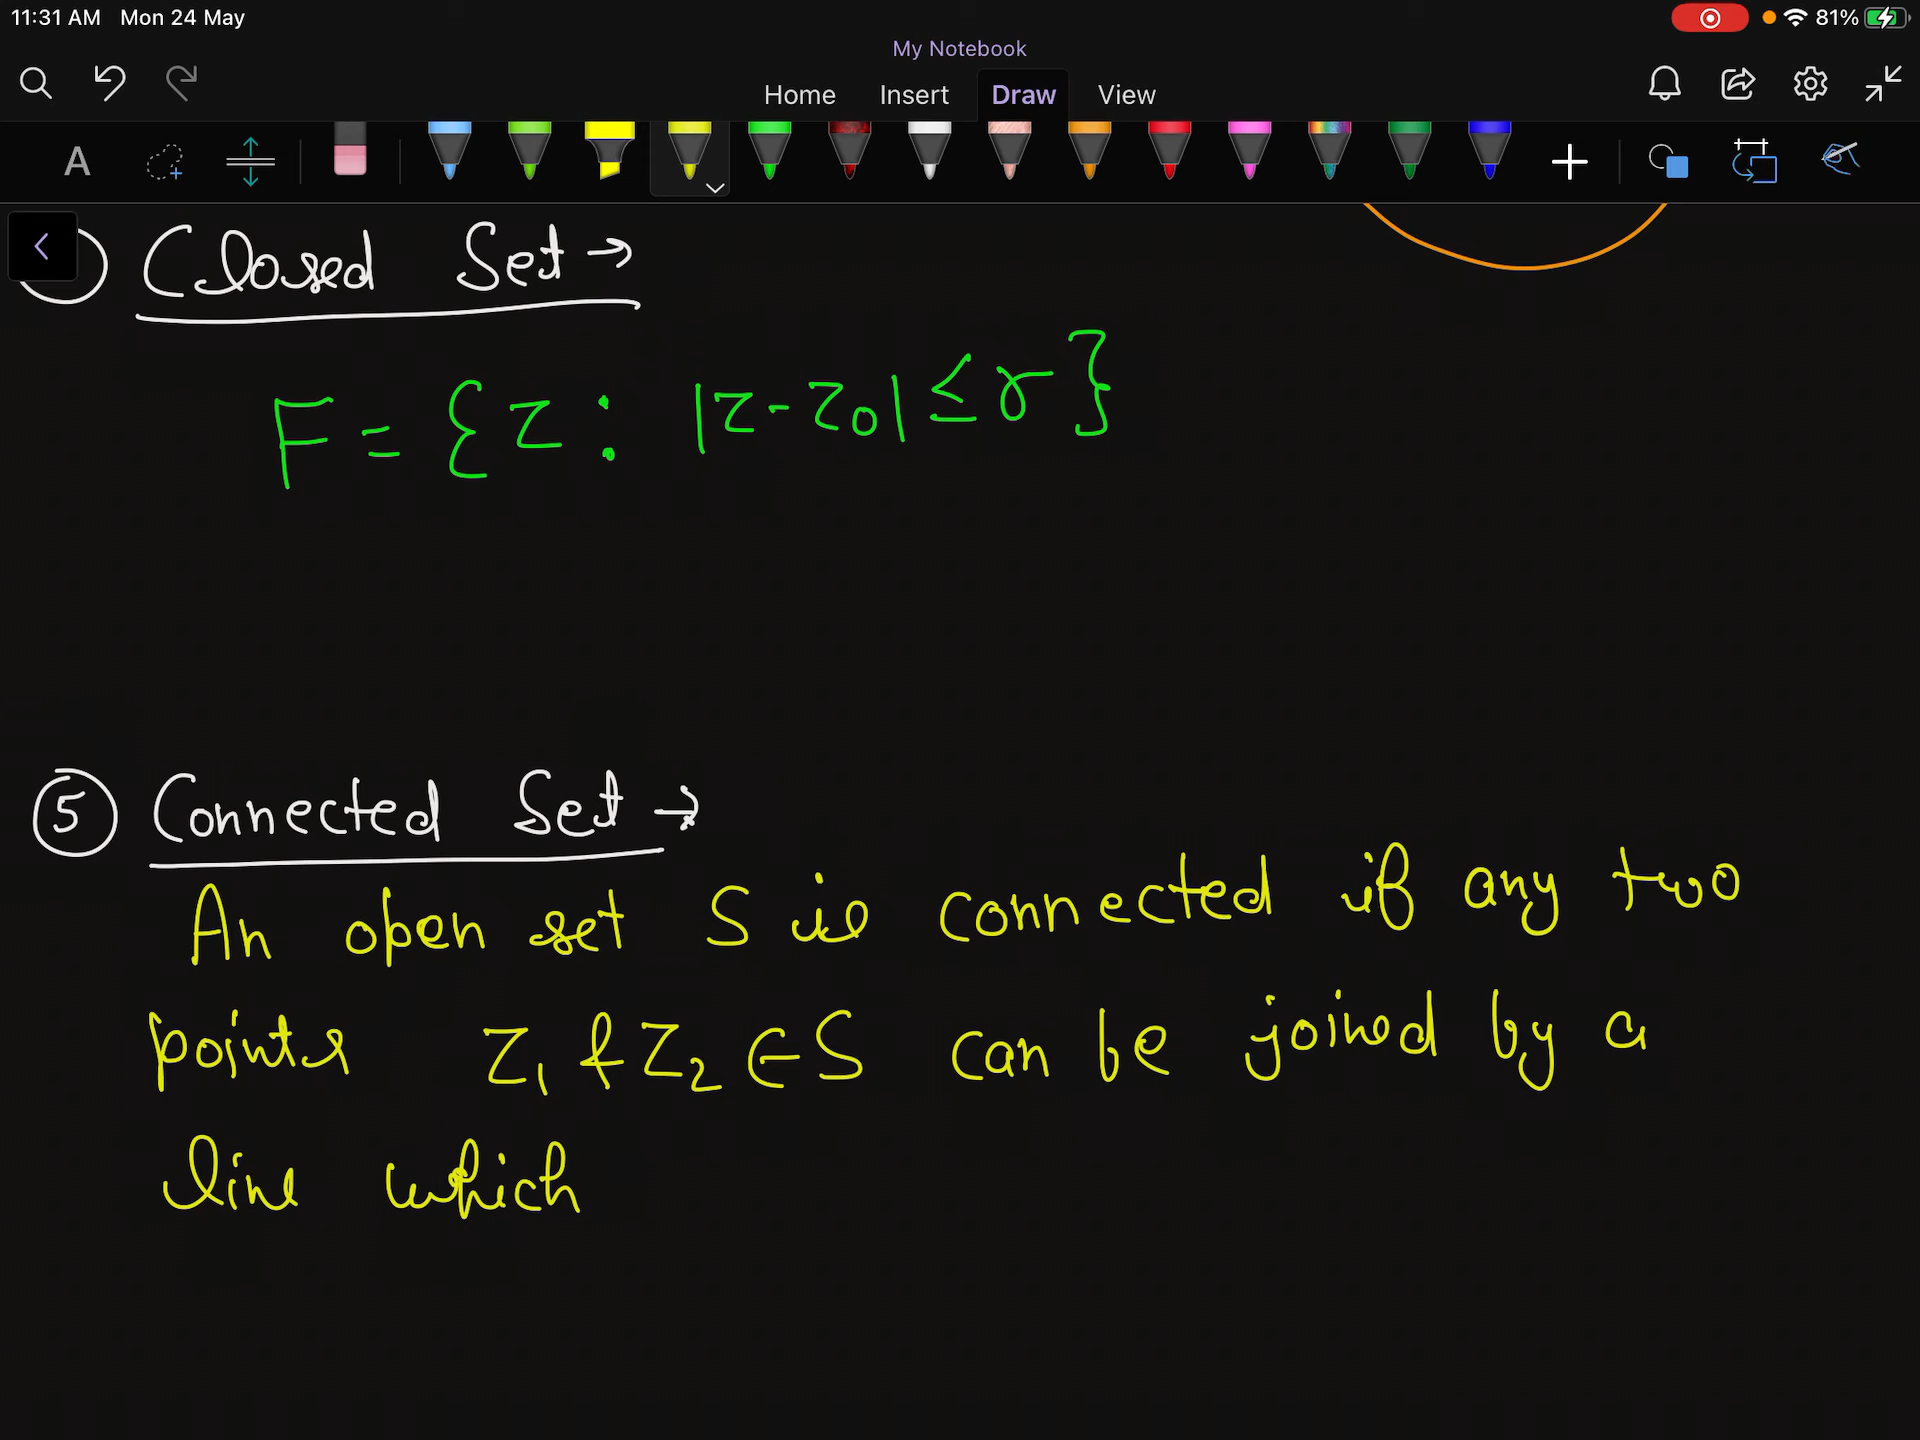 11:31 AM Mon 24 May 81%
My Notebook
Home Insert Draw View
A
Closed Set →
F = { z : |z - z₀| ≤ r }
5 Connected Set →
An open set S is connected if any two
points z₁ & z₂ ∈ S can be joined by a
line which